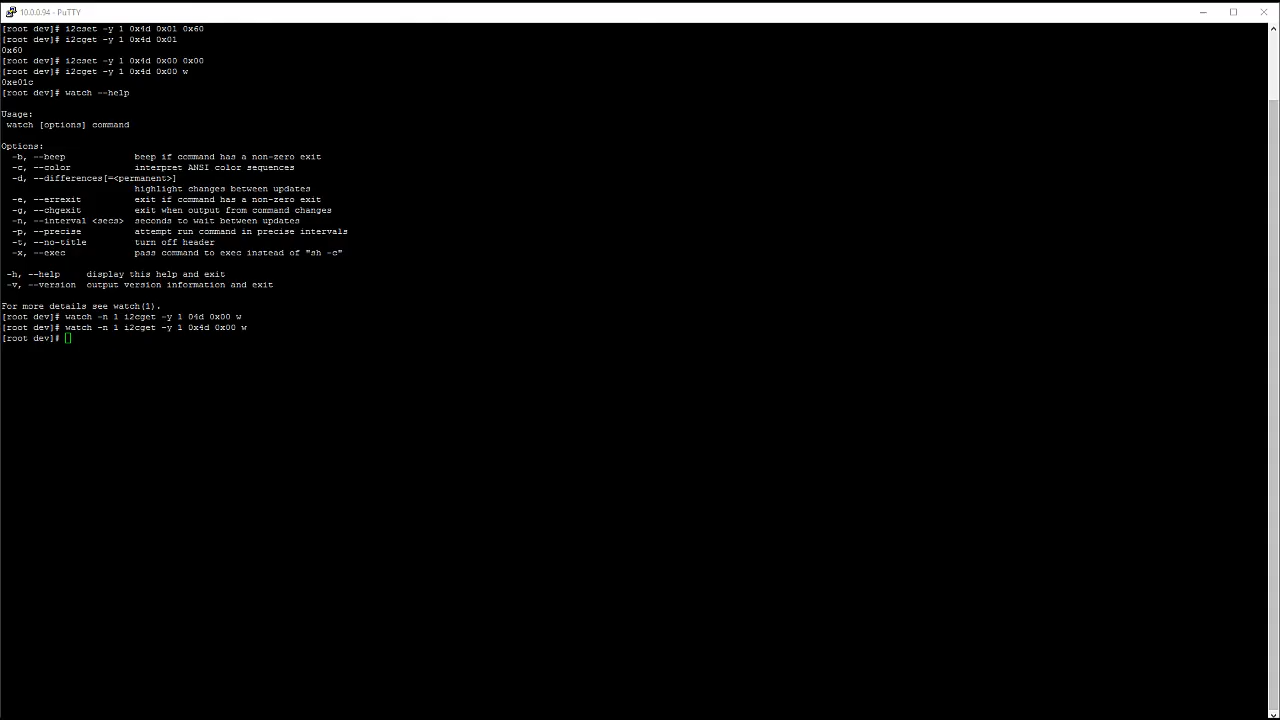 10.0.0.94 - PuTTY
[root dev]# i2cset -y 1 0x4d 0x01 0x60
[root dev]# i2cget -y 1 0x4d 0x01
0x60
[root dev]# i2cset -y 1 0x4d 0x00 0x00
[root dev]# i2cget -y 1 0x4d 0x00 w
0xe01c
[root dev]# watch --help
Usage:
watch [options] command
Options:
-b, --beep beep if command has a non-zero exit
-c, --color interpret ANSI color sequences
-d, --differences[=<permanent>]
highlight changes between updates
-e, --errexit exit if command has a non-zero exit
-g, --chgexit exit when output from command changes
-n, --interval <secs> seconds to wait between updates
-p, --precise attempt run command in precise intervals
-t, --no-title turn off header
-x, --exec pass command to exec instead of "sh -c"
-h, --help display this help and exit
-v, --version output version information and exit
For more details see watch(1).
[root dev]# watch -n 1 i2cget -y 1 04d 0x00 w
[root dev]# watch -n 1 i2cget -y 1 0x4d 0x00 w
[root dev]#